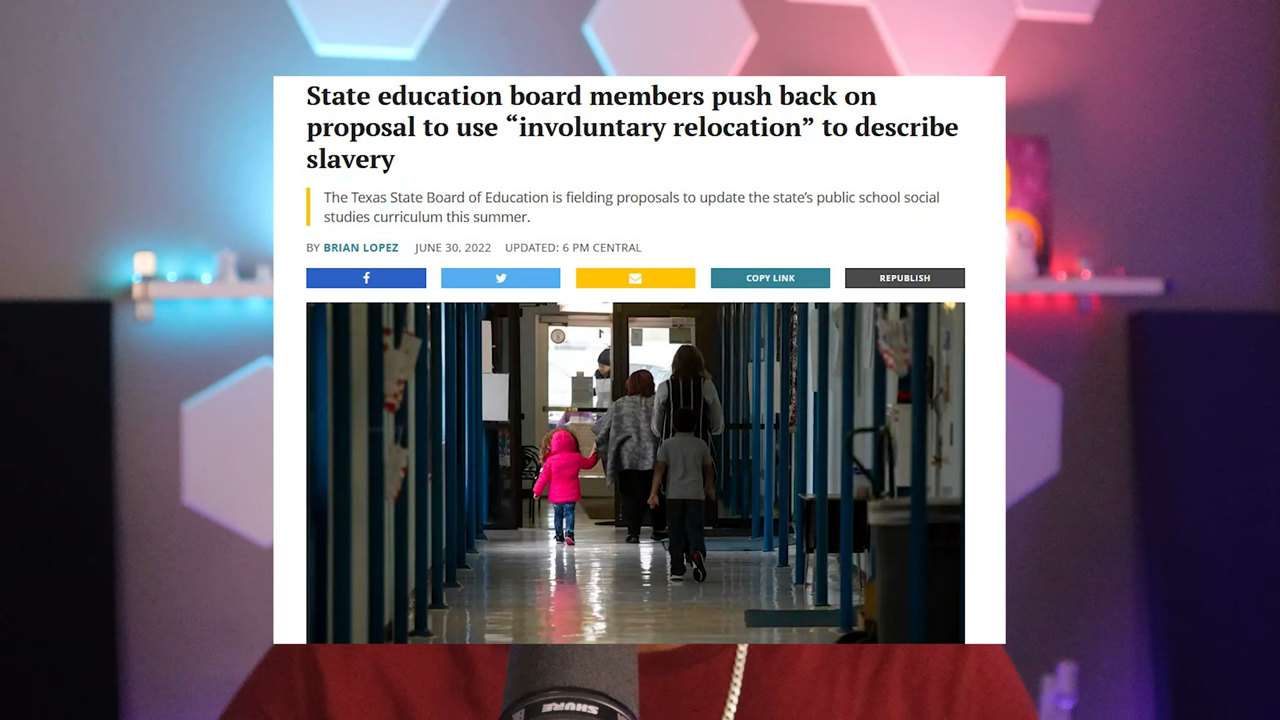 State education board members push back on
proposal to use “involuntary relocation” to describe
slavery
The Texas State Board of Education is fielding proposals to update the state’s public school social
studies curriculum this summer.
BY BRIAN LOPEZ JUNE 30, 2022 UPDATED: 6 PM CENTRAL
COPY LINK REPUBLISH
SHURE